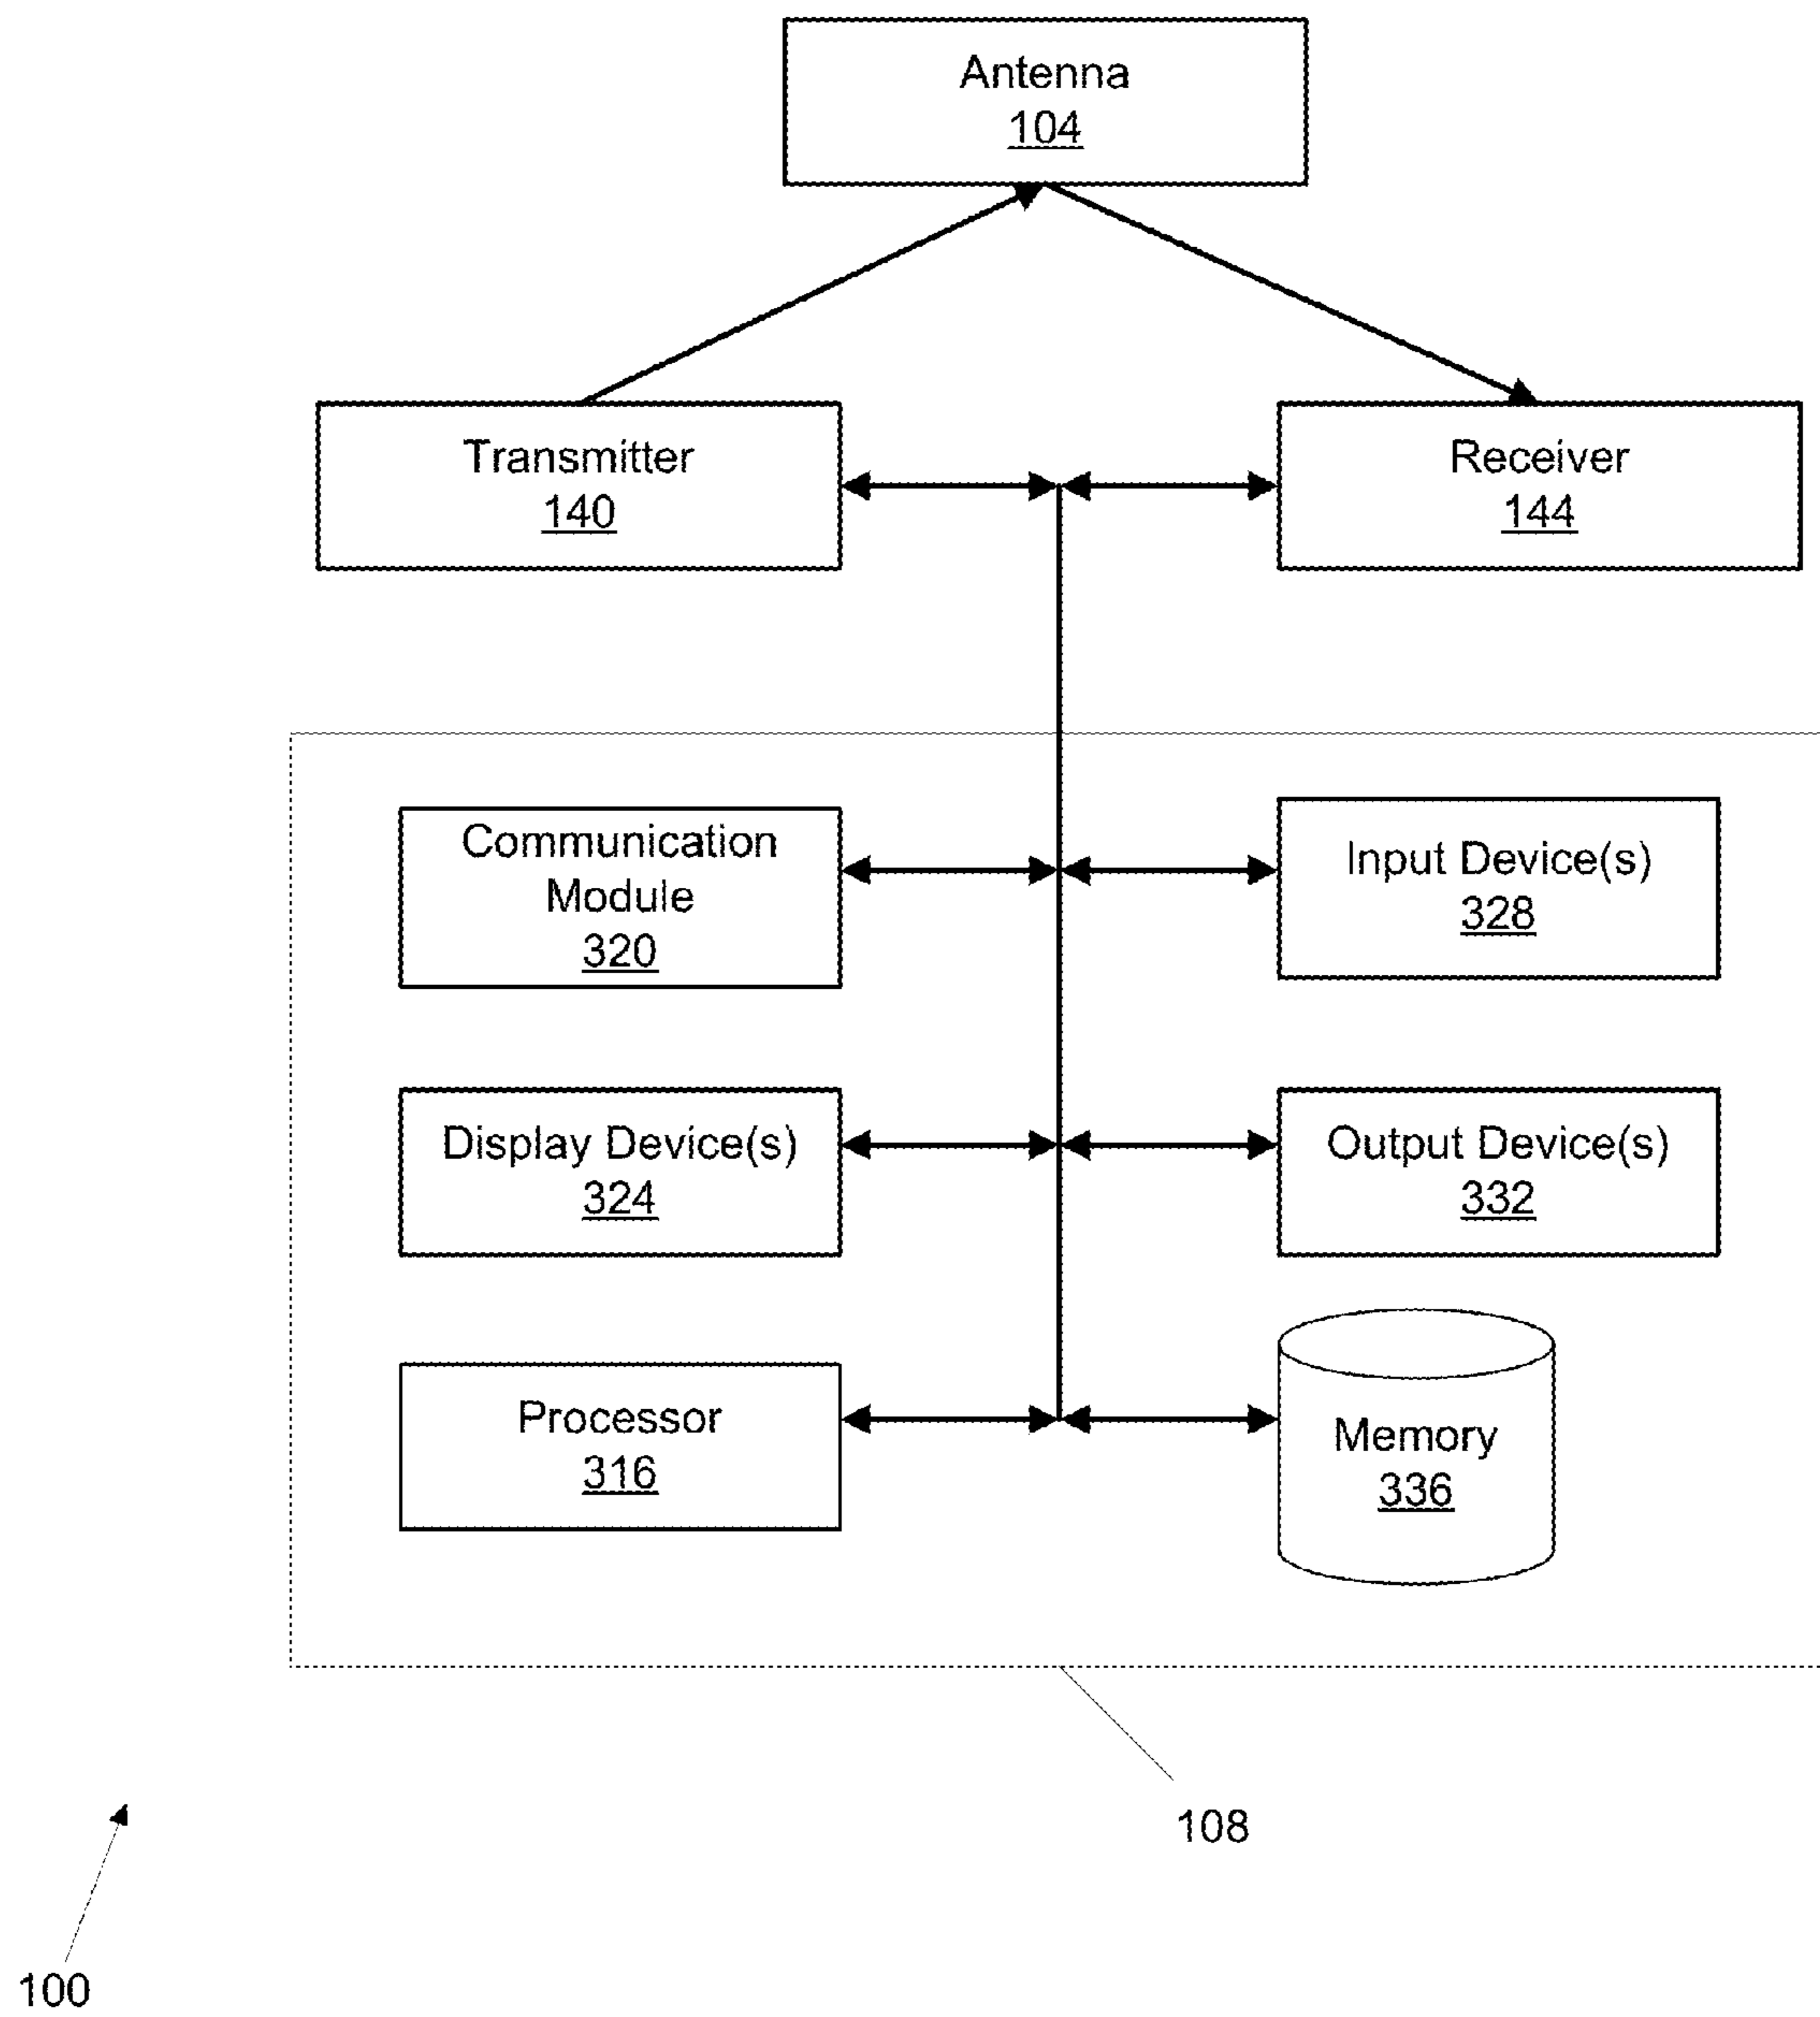 Antenna
104
Transmitter
140
Receiver
144
Communication
Module
320
Input Device(s)
328
Display Device(s)
324
Output Device(s)
332
Processor
316
Memory
336
108
100